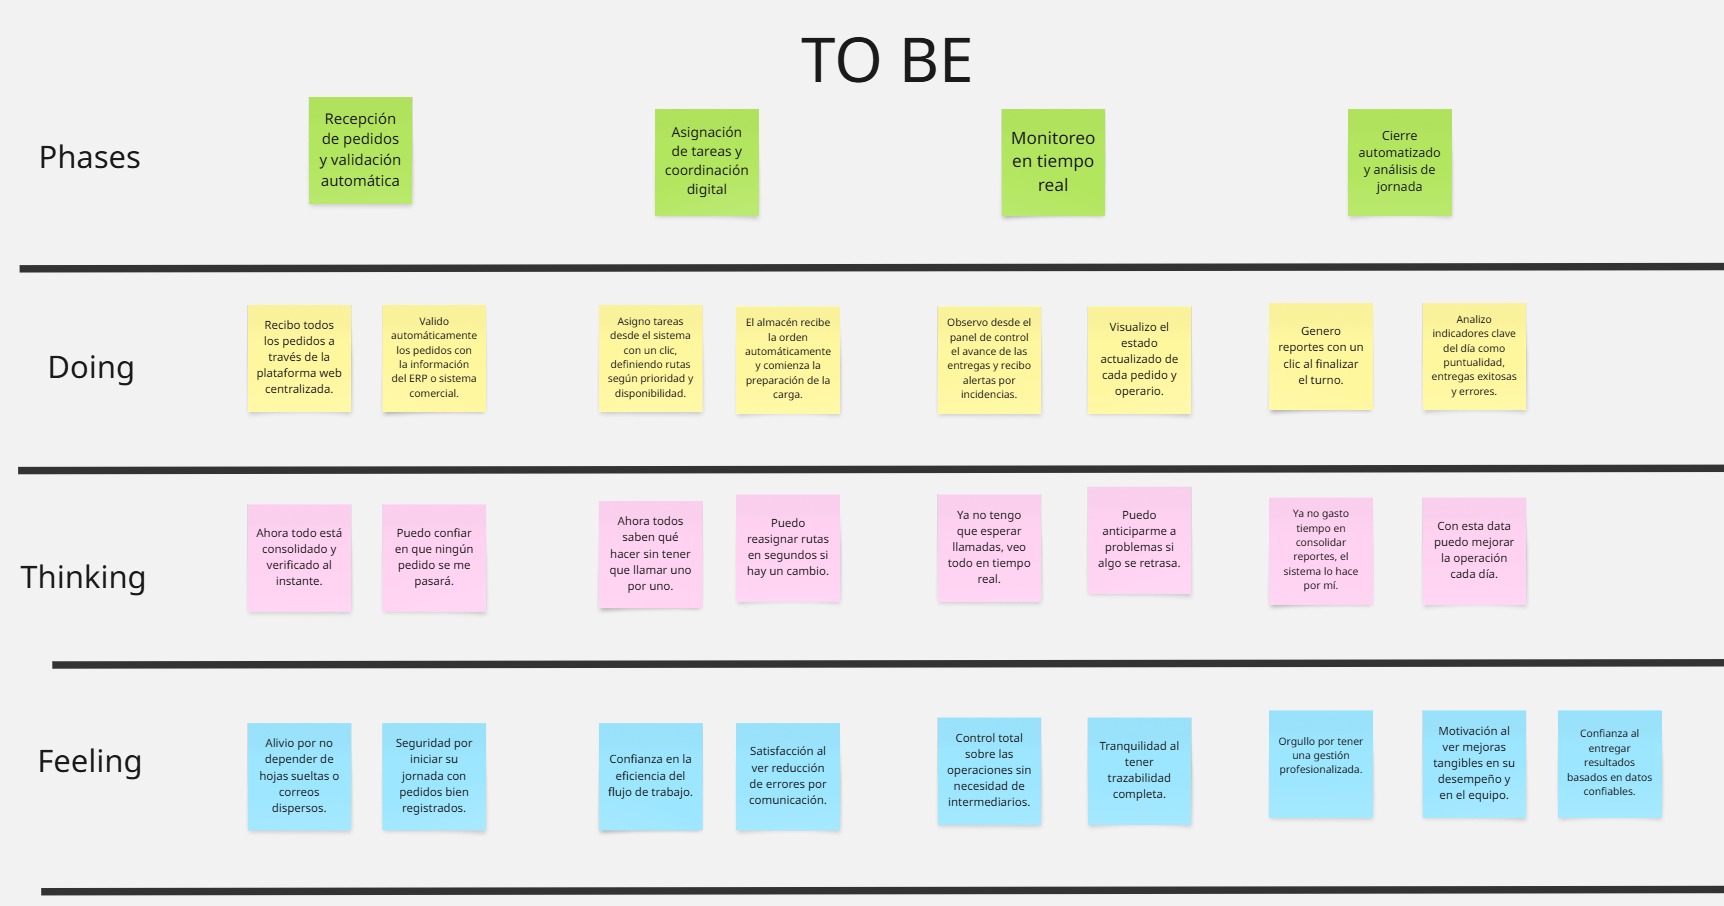 TO BE
Phases
Recepción
de pedidos
y validación
automática
Asignación
de tareas y
coordinación
digital
Monitoreo
en tiempo
real
Cierre
automatizado
y análisis de
jornada
Doing
Recibo todos
los pedidos a
través de la
plataforma web
centralizada.
Valido
automáticamente
los pedidos con
la información
del ERP o sistema
comercial.
Asigno tareas
desde el sistema
con un clic,
definiendo rutas
según prioridad y
disponibilidad.
El almacén recibe
la orden
automáticamente
y comienza la
preparación de la
carga.
Observo desde el
panel de control
el avance de las
entregas y recibo
alertas por
incidencias.
Visualizo el
estado
actualizado de
cada pedido y
operario.
Genero
reportes con un
clic al finalizar
el turno.
Analizo
indicadores clave
del día como
puntualidad,
entregas exitosas
y errores.
Thinking
Ahora todo está
consolidado y
verificado al
instante.
Puedo confiar
en que ningún
pedido se me
pasará.
Ahora todos
saben qué
hacer sin tener
que llamar uno
por uno.
Puedo
reasignar rutas
en segundos si
hay un cambio.
Ya no tengo
que esperar
llamadas, veo
todo en tiempo
real.
Puedo
anticiparme a
problemas si
algo se retrasa.
Ya no gasto
tiempo en
consolidar
reportes, el
sistema lo hace
por mí.
Con esta data
puedo mejorar
la operación
cada día.
Feeling
Alivio por no
depender de
hojas sueltas o
correos
dispersos.
Seguridad por
iniciar su
jornada con
pedidos bien
registrados.
Confianza en la
eficiencia del
flujo de trabajo.
Satisfacción al
ver reducción
de errores por
comunicación.
Control total
sobre las
operaciones sin
necesidad de
intermediarios.
Tranquilidad al
tener
trazabilidad
completa.
Orgullo por tener
una gestión
profesionalizada.
Motivación al
ver mejoras
tangibles en su
desempeño y
en el equipo.
Confianza al
entregar
resultados
basados en datos
confiables.